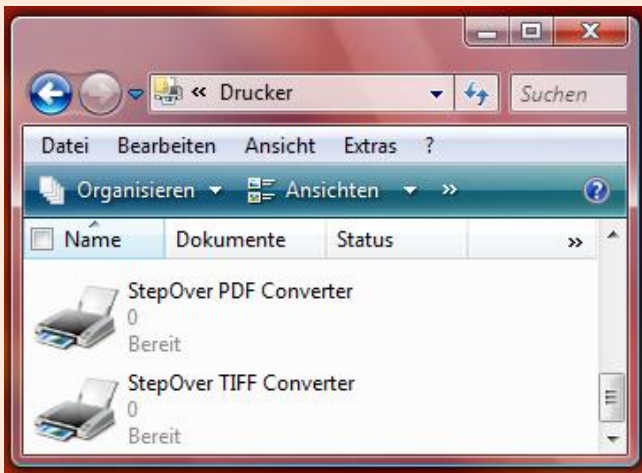 « Drucker Suchen
Datei Bearbeiten Ansicht Extras ?
Organisieren Ansichten » ?
Name Dokumente Status »
StepOver PDF Converter
0
Bereit
StepOver TIFF Converter
0
Bereit